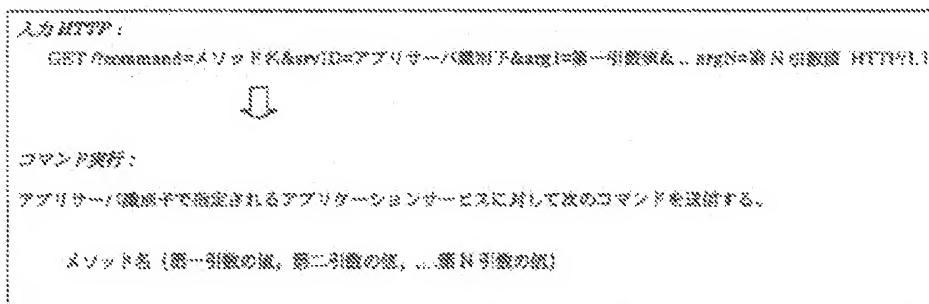 入力HTTP：
GET /?command=メソッド名&srvID=アプリサーバ識別子&arg1=第一引数値&.. argN=第N引数値 HTTP/1.1
コマンド実行：
アプリサーバ識別子で指定されるアプリケーションサービスに対して次のコマンドを送信する。
メソッド名（第一引数の値，第二引数の値，…第N引数の値）